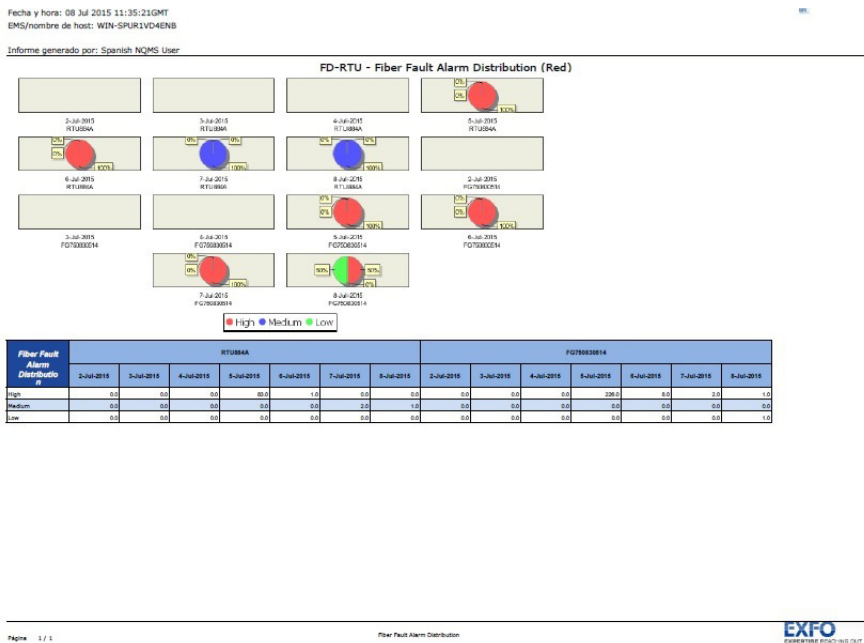 Fecha y hora: 08 Jul 2015 11:35:21GMT
EMS/nombre de host: WIN-SPUR1VD4ENB
Informe generado por: Spanish NQMS User
FD-RTU - Fiber Fault Alarm Distribution (Red)
0%
0%
100%
2-Jul-2015 3-Jul-2015 4-Jul-2015 5-Jul-2015
RTU884A RTU884A RTU884A RTU884A
0% 0% 0% 0% 0%
0%
100% 100% 100%
6-Jul-2015 7-Jul-2015 8-Jul-2015 2-Jul-2015
RTU884A RTU884A RTU884A FG750830514
0% 0%
0% 0%
100% 100%
3-Jul-2015 4-Jul-2015 5-Jul-2015 6-Jul-2015
FG750830514 FG750830514 FG750830514 FG750830514
0%
0% 50% 50%
100% 0%
7-Jul-2015 8-Jul-2015
FG750830514 FG750830514
High Medium Low
Fiber Fault Alarm Distribution RTU884A FG750830514
2-Jul-2015 3-Jul-2015 4-Jul-2015 5-Jul-2015 6-Jul-2015 7-Jul-2015 8-Jul-2015 2-Jul-2015 3-Jul-2015 4-Jul-2015 5-Jul-2015 6-Jul-2015 7-Jul-2015 8-Jul-2015
High 0.0 0.0 0.0 1.0 0.0 0.0 0.0 0.0 0.0 8.0 2.0 1.0
Medium 0.0 0.0 0.0 0.0 0.0 2.0 1.0 0.0 0.0 0.0 0.0 0.0 0.0 0.0
Low 0.0 0.0 0.0 0.0 0.0 0.0 0.0 0.0 0.0 0.0 0.0 0.0 0.0 1.0
Página 1 / 1
Fiber Fault Alarm Distribution
EXFO
EXPERTISE REACHING OUT